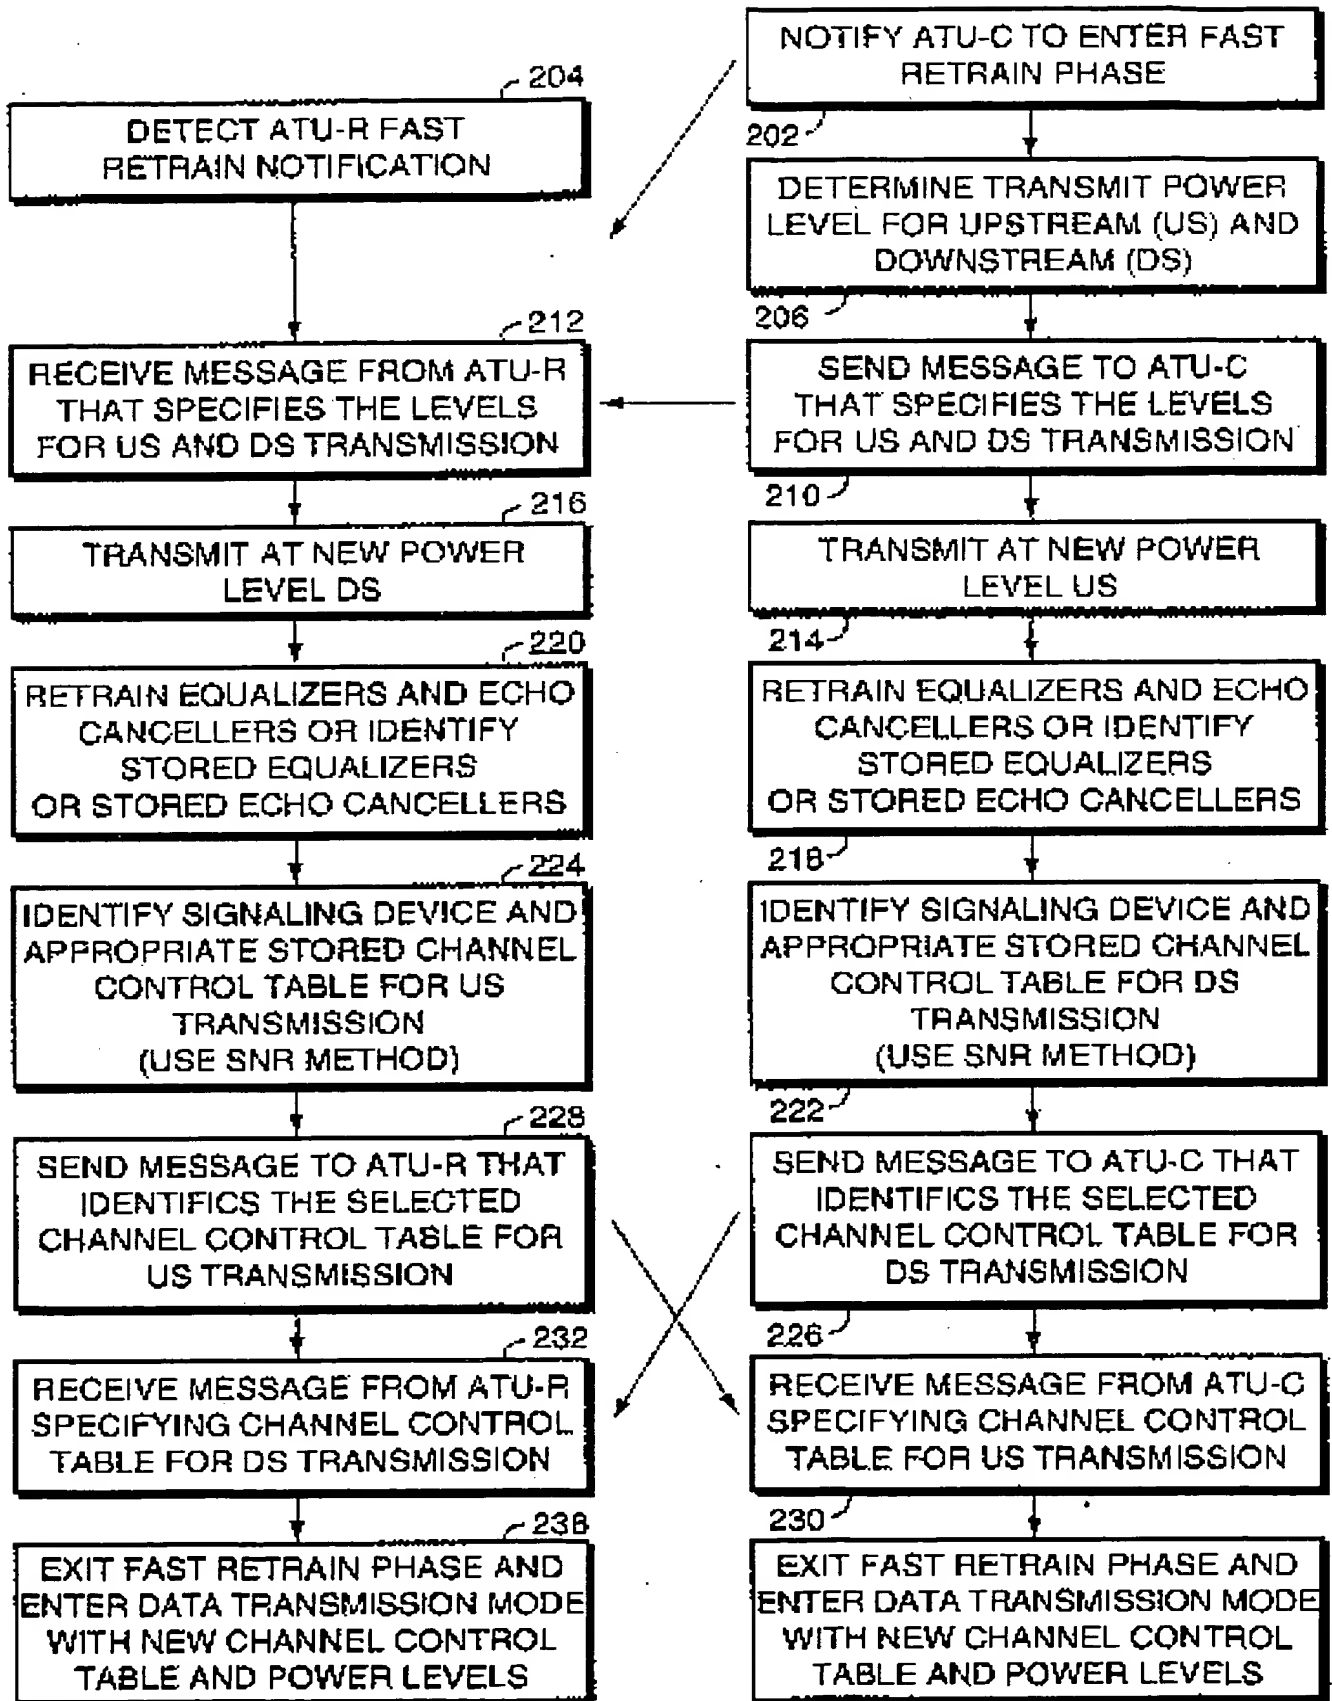 204
DETECT ATU-R FAST
RETRAIN NOTIFICATION
212
RECEIVE MESSAGE FROM ATU-R
THAT SPECIFIES THE LEVELS
FOR US AND DS TRANSMISSION
216
TRANSMIT AT NEW POWER
LEVEL DS
220
RETRAIN EQUALIZERS AND ECHO
CANCELLERS OR IDENTIFY
STORED EQUALIZERS
OR STORED ECHO CANCELLERS
224
IDENTIFY SIGNALING DEVICE AND
APPROPRIATE STORED CHANNEL
CONTROL TABLE FOR US
TRANSMISSION
(USE SNR METHOD)
228
SEND MESSAGE TO ATU-R THAT
IDENTIFICS THE SELECTED
CHANNEL CONTROL TABLE FOR
US TRANSMISSION
232
RECEIVE MESSAGE FROM ATU-R
SPECIFYING CHANNEL CONTROL
TABLE FOR DS TRANSMISSION
238
EXIT FAST RETRAIN PHASE AND
ENTER DATA TRANSMISSION MODE
WITH NEW CHANNEL CONTROL
TABLE AND POWER LEVELS
NOTIFY ATU-C TO ENTER FAST
RETRAIN PHASE
202
DETERMINE TRANSMIT POWER
LEVEL FOR UPSTREAM (US) AND
DOWNSTREAM (DS)
206
SEND MESSAGE TO ATU-C
THAT SPECIFIES THE LEVELS
FOR US AND DS TRANSMISSION
210
TRANSMIT AT NEW POWER
LEVEL US
214
RETRAIN EQUALIZERS AND ECHO
CANCELLERS OR IDENTIFY
STORED EQUALIZERS
OR STORED ECHO CANCELLERS
218
IDENTIFY SIGNALING DEVICE AND
APPROPRIATE STORED CHANNEL
CONTROL TABLE FOR DS
TRANSMISSION
(USE SNR METHOD)
222
SEND MESSAGE TO ATU-C THAT
IDENTIFICS THE SELECTED
CHANNEL CONTROL TABLE FOR
DS TRANSMISSION
226
RECEIVE MESSAGE FROM ATU-C
SPECIFYING CHANNEL CONTROL
TABLE FOR US TRANSMISSION
230
EXIT FAST RETRAIN PHASE AND
ENTER DATA TRANSMISSION MODE
WITH NEW CHANNEL CONTROL
TABLE AND POWER LEVELS